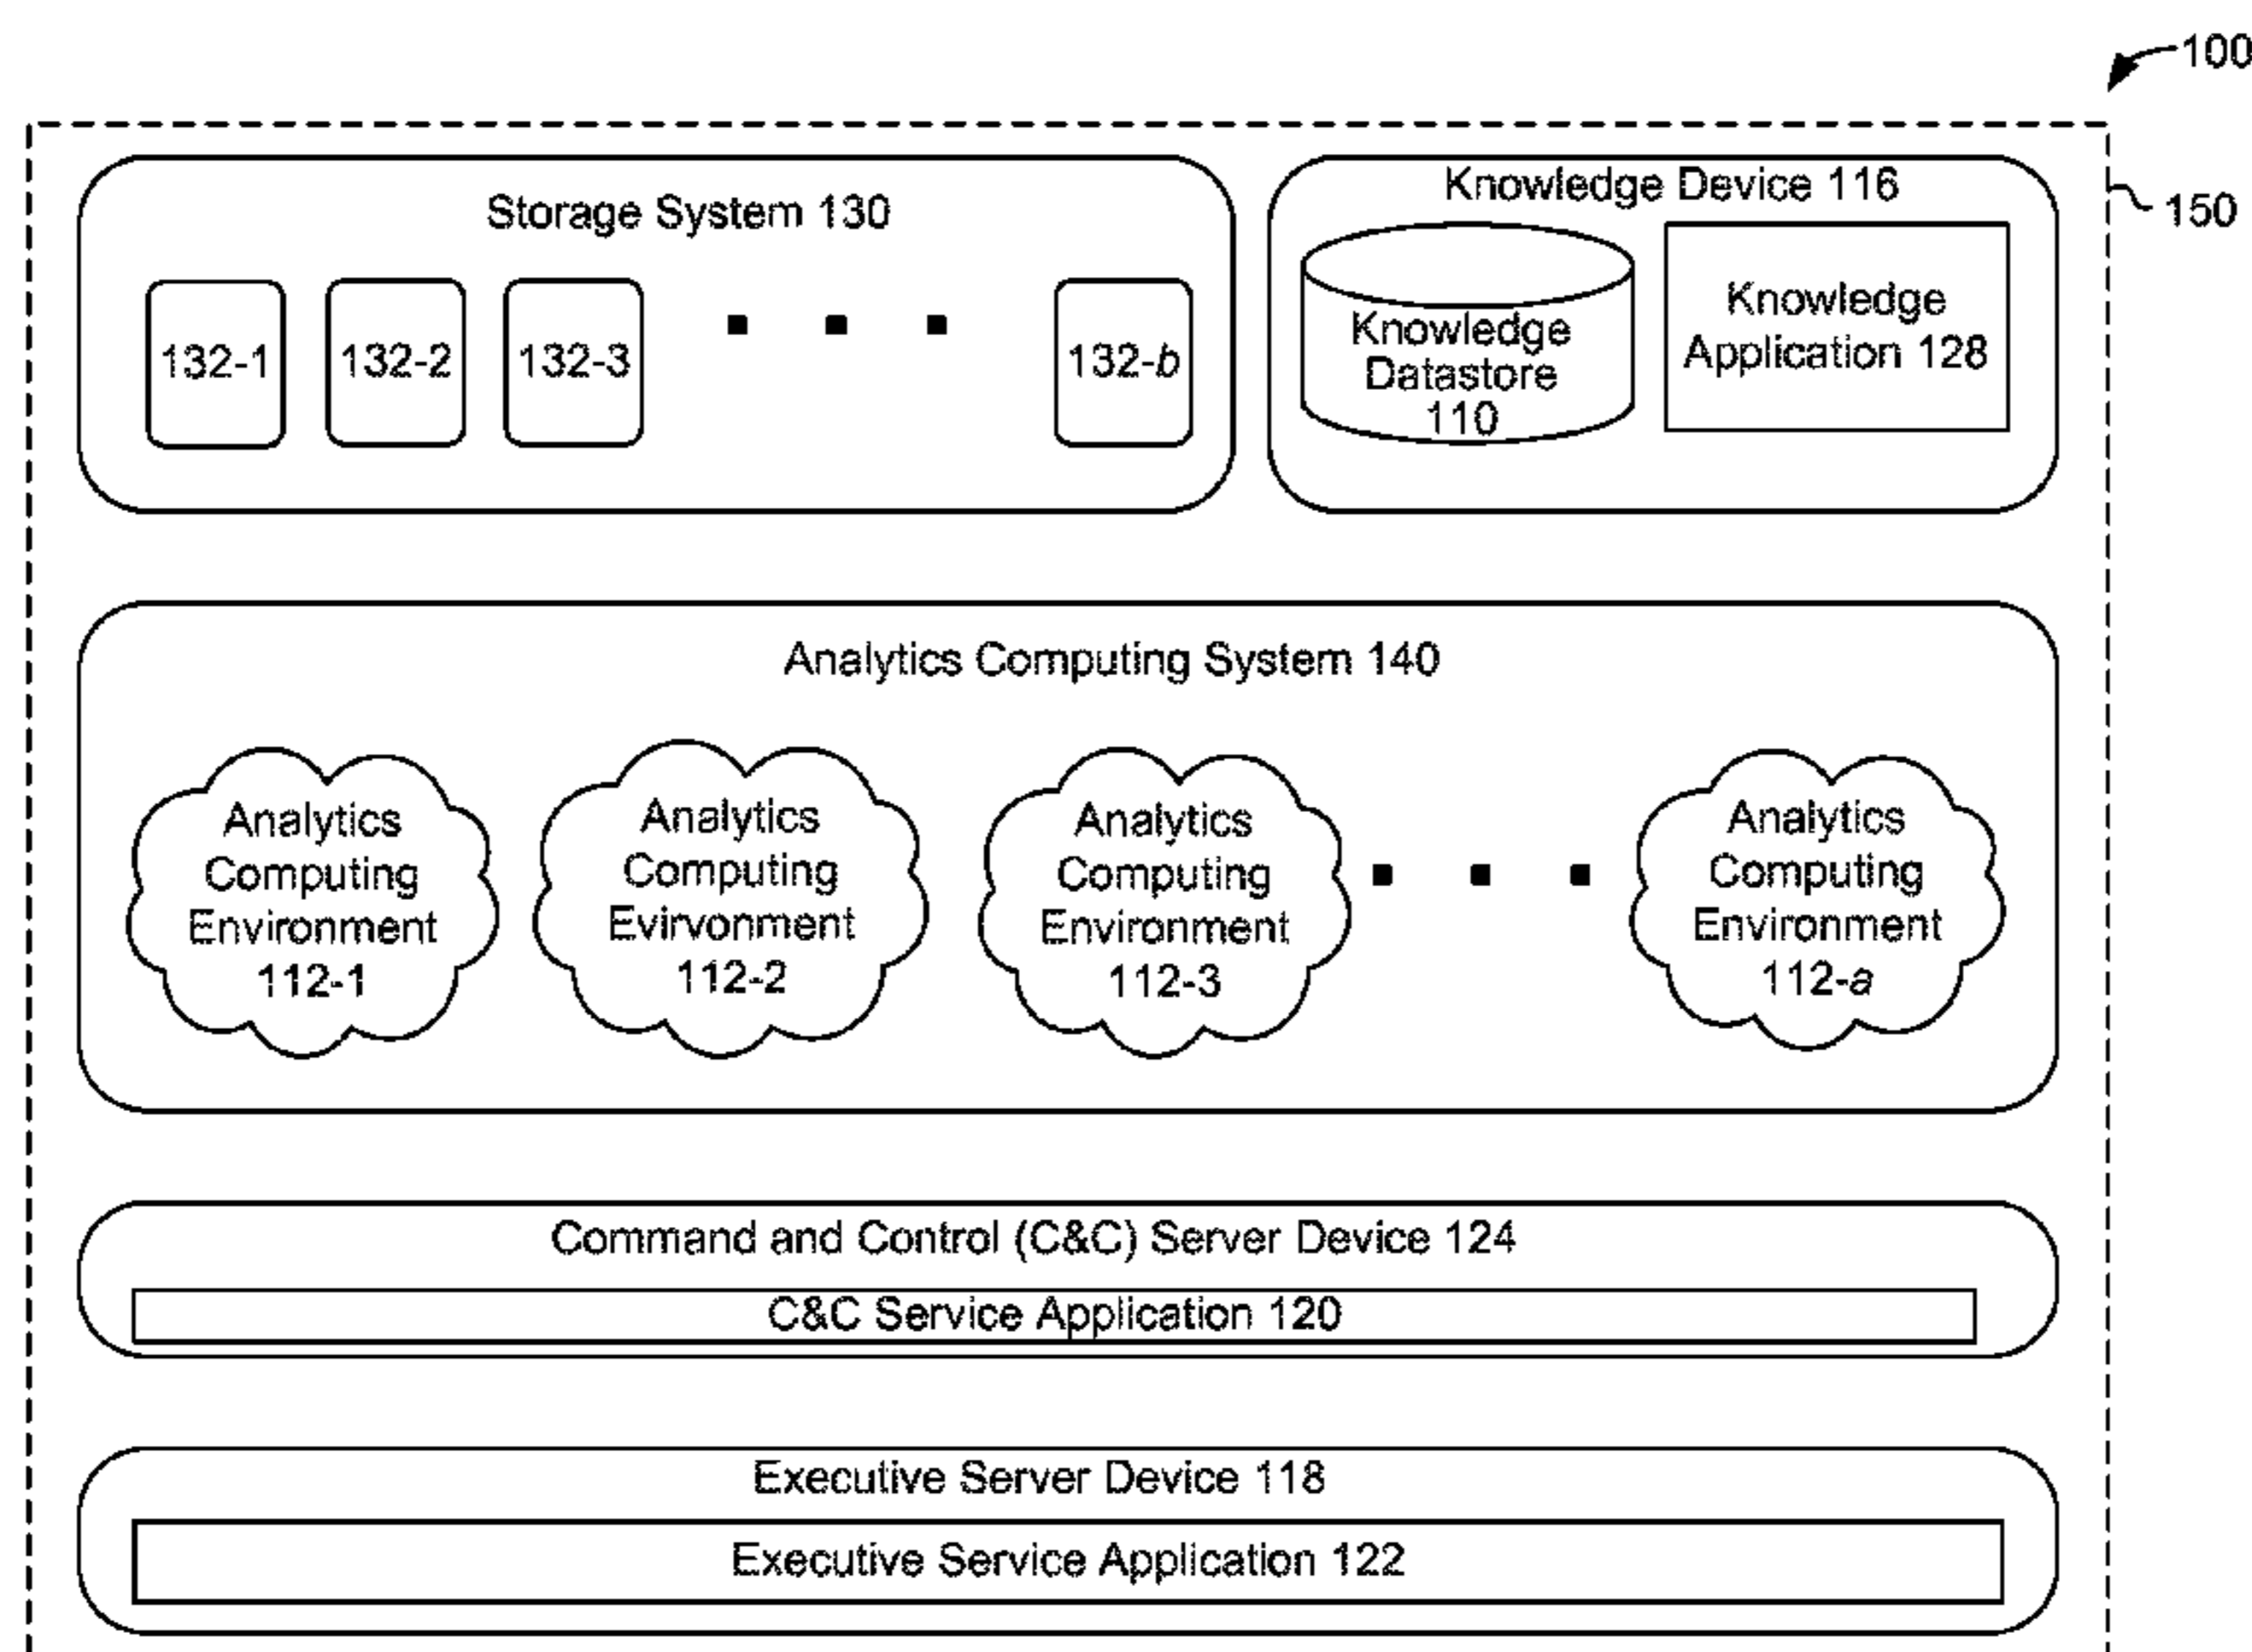 100
150
Storage System 130
132-1
132-2
132-3
132-b
Knowledge Device 116
Knowledge
Datastore
110
Knowledge
Application 128
Analytics Computing System 140
Analytics
Computing
Environment
112-1
Analytics
Computing
Evirvonment
112-2
Analytics
Computing
Environment
112-3
Analytics
Computing
Environment
112-a
Command and Control (C&C) Server Device 124
C&C Service Application 120
Executive Server Device 118
Executive Service Application 122